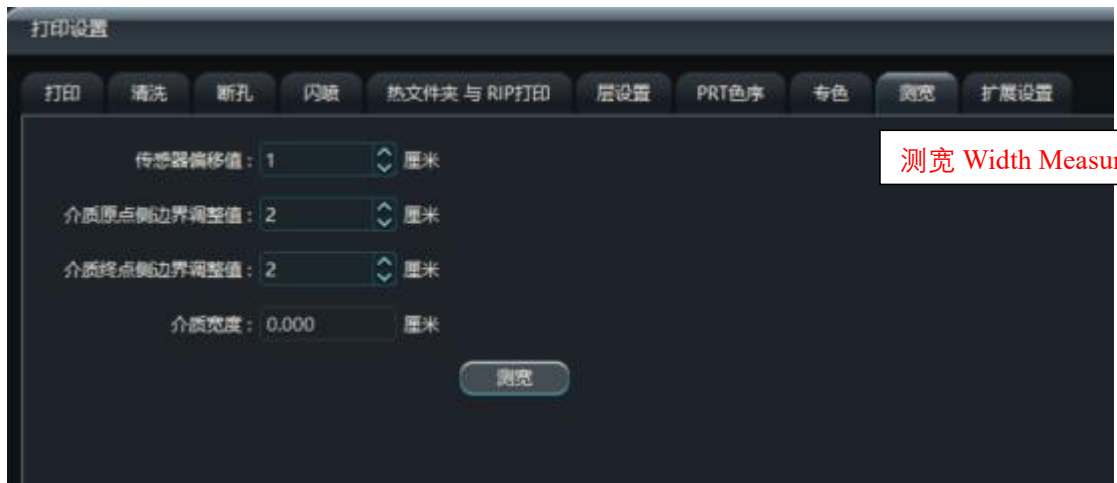 打印设置
打印 清洗 断孔 闪喷 热文件夹 与 RIP打印 层设置 PRT色序 专色 测宽 扩展设置
测宽 Width Measur
传感器偏移值: 1 厘米
介质原点侧边界调整值: 2 厘米
介质终点侧边界调整值: 2 厘米
介质宽度: 0.000 厘米
测宽